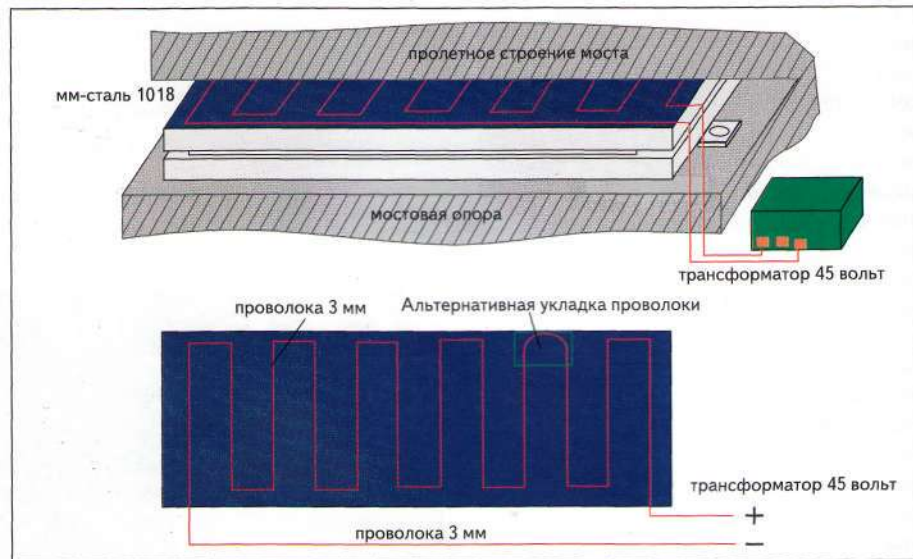 пролетное строение моста
мм-сталь 1018
мостовая опора
трансформатор 45 вольт
проволока 3 мм
Альтернативная укладка проволоки
трансформатор 45 вольт
+
проволока 3 мм
−